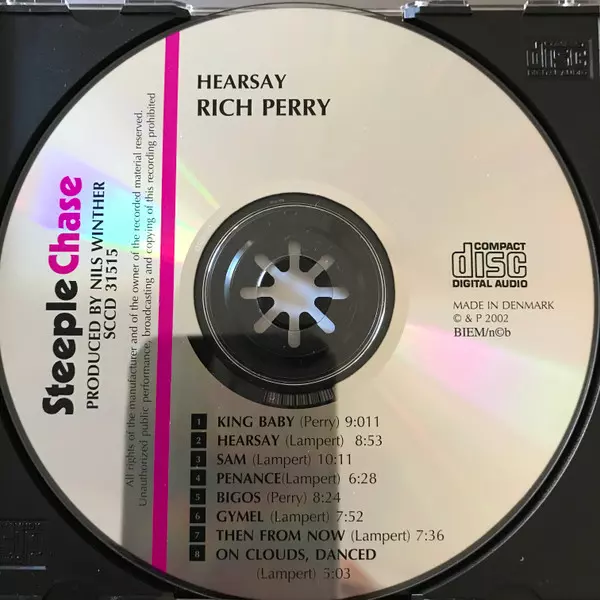 HEARSAY
RICH PERRY
SteepleChase
PRODUCED BY NILS WINTHER
SCCD 31515
All rights of the manufacturer and of the owner of the recorded material reserved.
Unauthorized public performance, broadcasting and copying of this recording prohibited
COMPACT
disc
DIGITAL AUDIO
MADE IN DENMARK
© & P 2002
BIEM/n©b
1 KING BABY (Perry) 9:011
2 HEARSAY (Lampert) 8:53
3 SAM (Lampert) 10:11
4 PENANCE(Lampert) 6:28
5 BIGOS (Perry) 8:24
6 GYMEL (Lampert) 7:52
7 THEN FROM NOW (Lampert) 7:36
8 ON CLOUDS, DANCED
(Lampert) 5:03
disc